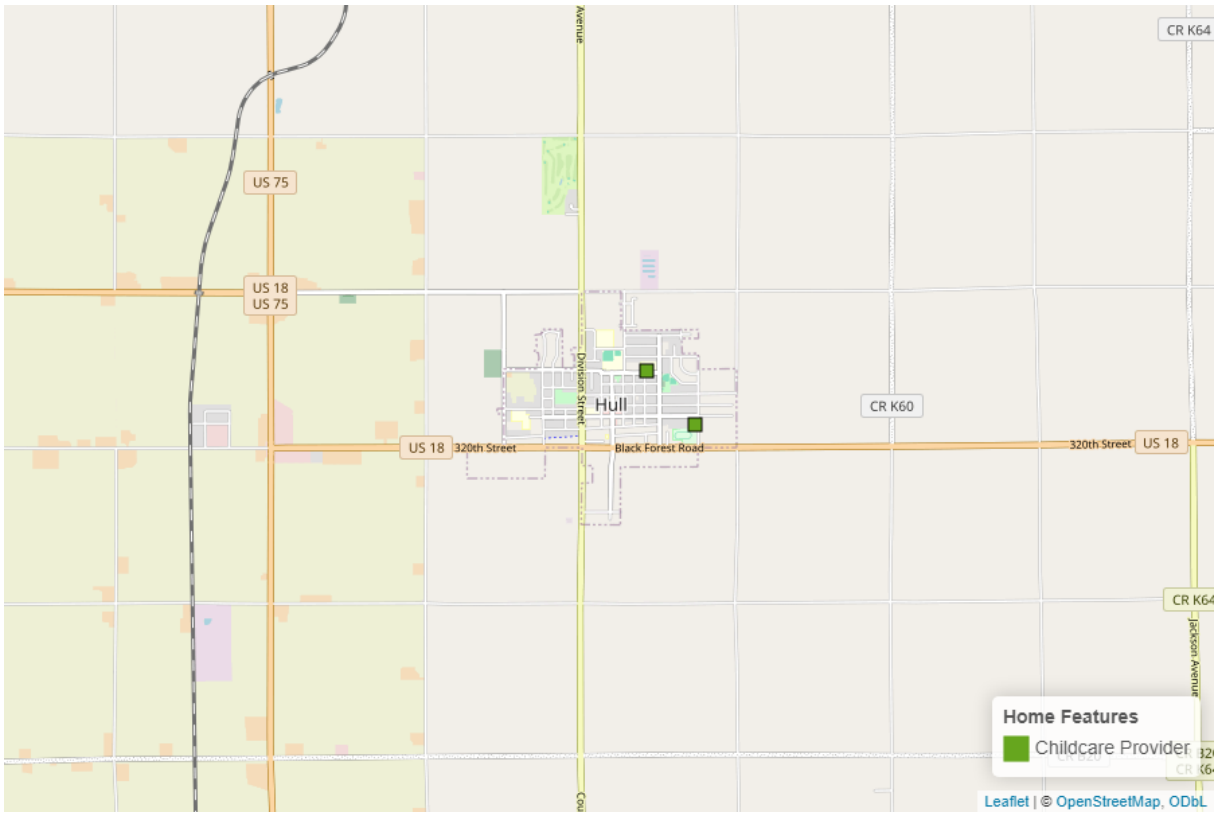 Avenue
CR K64
US 75
US 18
US 75
Division Street
Hull
CR K60
US 18
320th Street
Black Forest Road
320th Street
US 18
CR K64
Jackson Avenue
Home Features
Childcare Provider
CR B20
CR K64
Cou
Leaflet | © OpenStreetMap, ODbL